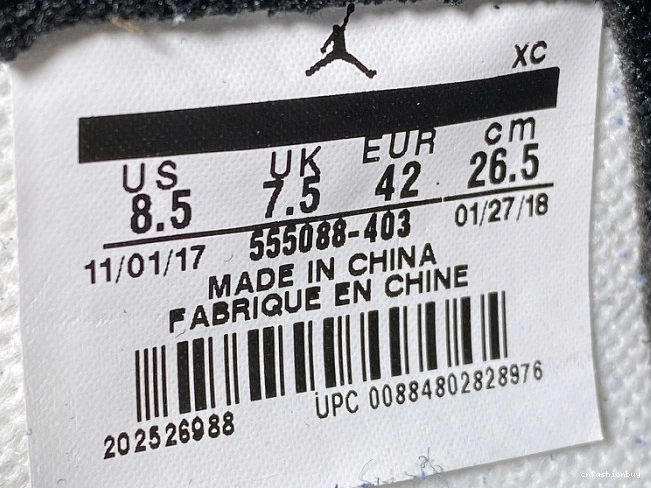 XC
US UK EUR cm
8.5 7.5 42 26.5
11/01/17 555088-403 01/27/18
MADE IN CHINA
FABRIQUE EN CHINE
202526988 UPC 00884802828976
cnfashionbuy